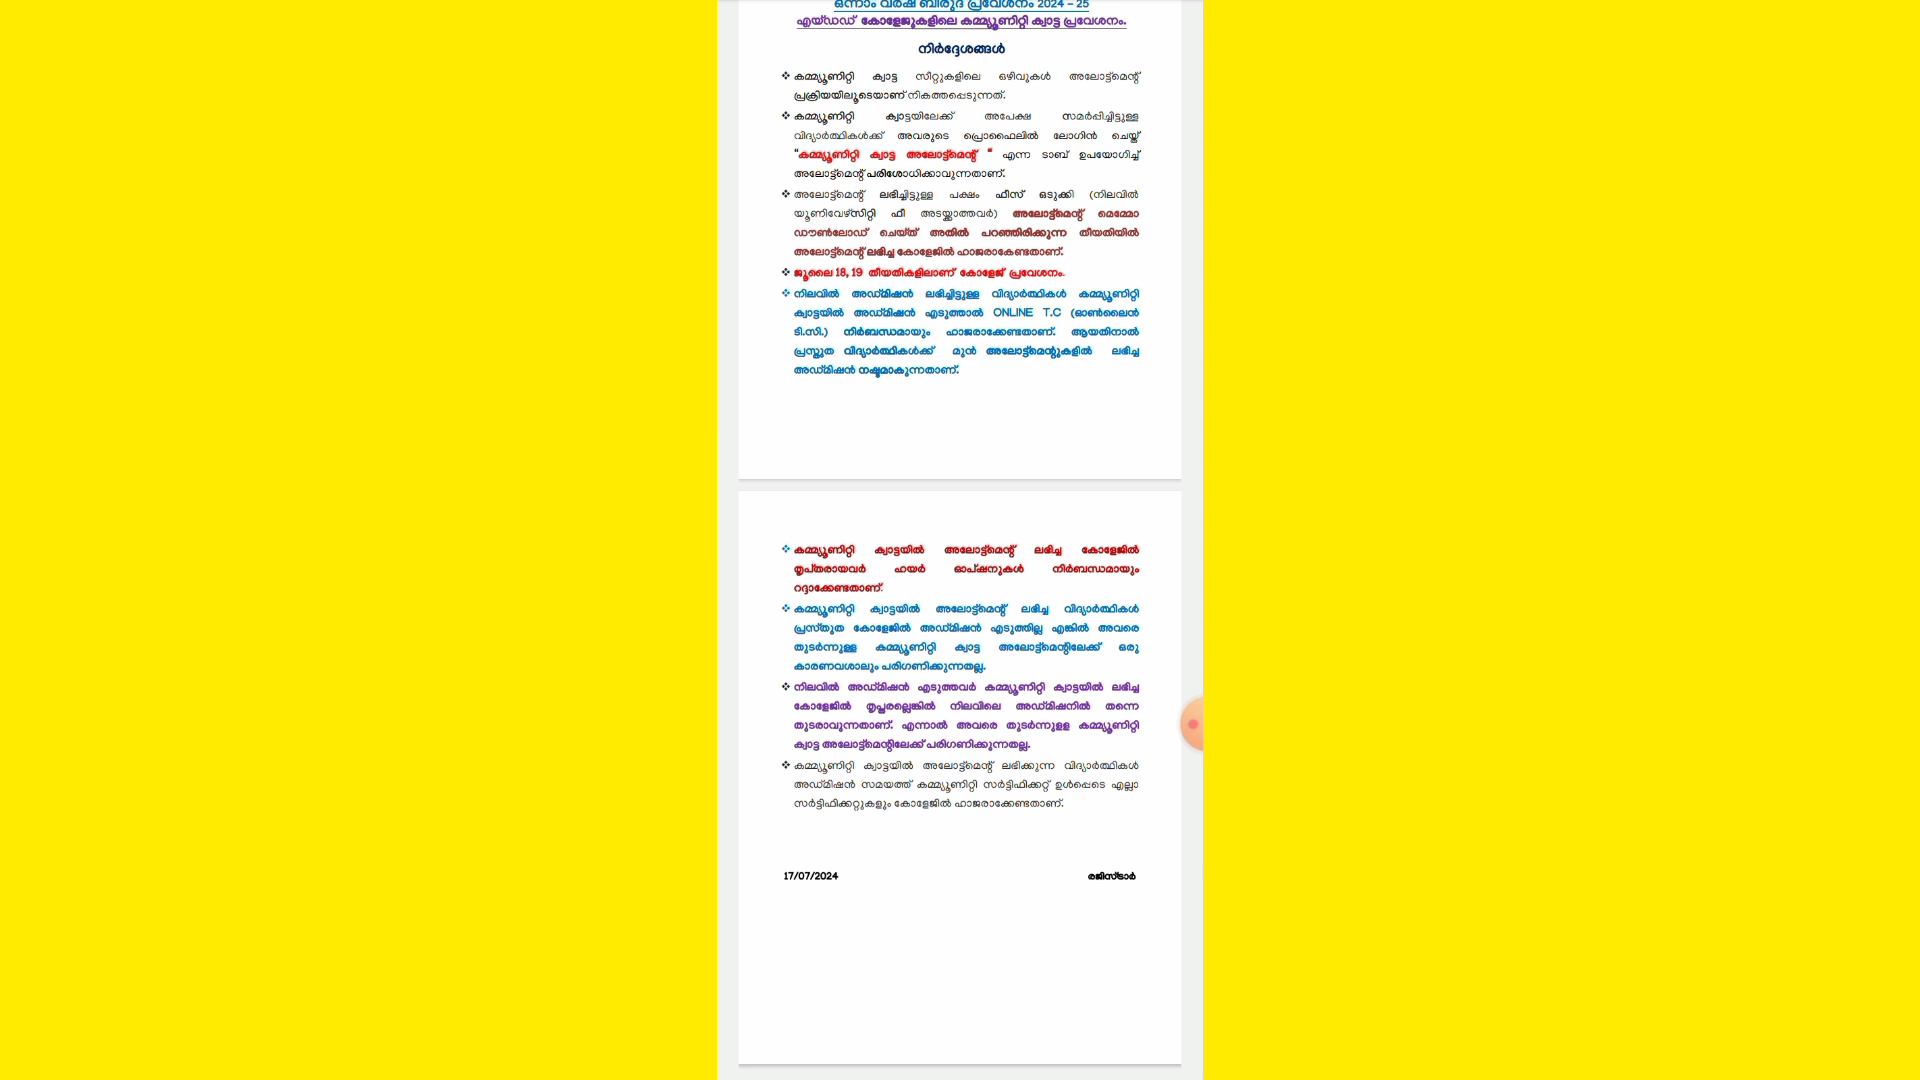 ഒന്നാം വർഷ ബിരുദ പ്രവേശനം 2024 – 25
എയ്ഡഡ് കോളേജുകളിലെ കമ്മ്യൂണിറ്റി ക്വാട്ട പ്രവേശനം.
നിർദ്ദേശങ്ങൾ
❖ കമ്മ്യൂണിറ്റി ക്വാട്ട സീറ്റുകളിലെ ഒഴിവുകൾ അലോട്ട്മെന്റ്
പ്രക്രിയയിലൂടെയാണ് നികത്തപ്പെടുന്നത്.
❖ കമ്മ്യൂണിറ്റി ക്വാട്ടയിലേക്ക് അപേക്ഷ സമർപ്പിച്ചിട്ടുള്ള
വിദ്യാർത്ഥികൾക്ക് അവരുടെ പ്രൊഫൈലിൽ ലോഗിൻ ചെയ്ത്
"കമ്മ്യൂണിറ്റി ക്വാട്ട അലോട്ട്മെന്റ് " എന്ന ടാബ് ഉപയോഗിച്ച്
അലോട്ട്മെന്റ് പരിശോധിക്കാവുന്നതാണ്.
❖ അലോട്ട്മെന്റ് ലഭിച്ചിട്ടുള്ള പക്ഷം ഫീസ് ഒടുക്കി (നിലവിൽ
യൂണിവേഴ്സിറ്റി ഫീ അടയ്ക്കാത്തവർ) അലോട്ട്മെന്റ് മെമ്മോ
ഡൗൺലോഡ് ചെയ്ത് അതിൽ പറഞ്ഞിരിക്കുന്ന തീയതിയിൽ
അലോട്ട്മെന്റ് ലഭിച്ച കോളേജിൽ ഹാജരാകേണ്ടതാണ്.
❖ ജൂലൈ 18, 19 തീയതികളിലാണ് കോളേജ് പ്രവേശനം.
❖ നിലവിൽ അഡ്മിഷൻ ലഭിച്ചിട്ടുള്ള വിദ്യാർത്ഥികൾ കമ്മ്യൂണിറ്റി
ക്വാട്ടയിൽ അഡ്മിഷൻ എടുത്താൽ ONLINE T.C (ഓൺലൈൻ
ടി.സി.) നിർബന്ധമായും ഹാജരാക്കേണ്ടതാണ്. ആയതിനാൽ
പ്രസ്തുത വിദ്യാർത്ഥികൾക്ക് മുൻ അലോട്ട്മെന്റുകളിൽ ലഭിച്ച
അഡ്മിഷൻ നഷ്ടമാകുന്നതാണ്.
❖ കമ്മ്യൂണിറ്റി ക്വാട്ടയിൽ അലോട്ട്മെന്റ് ലഭിച്ച കോളേജിൽ
തൃപ്തരായവർ ഹയർ ഓപ്ഷനുകൾ നിർബന്ധമായും
റദ്ദാക്കേണ്ടതാണ്.
❖ കമ്മ്യൂണിറ്റി ക്വാട്ടയിൽ അലോട്ട്മെന്റ് ലഭിച്ച വിദ്യാർത്ഥികൾ
പ്രസ്തുത കോളേജിൽ അഡ്മിഷൻ എടുത്തില്ല എങ്കിൽ അവരെ
തുടർന്നുള്ള കമ്മ്യൂണിറ്റി ക്വാട്ട അലോട്ട്മെന്റിലേക്ക് ഒരു
കാരണവശാലും പരിഗണിക്കുന്നതല്ല.
❖ നിലവിൽ അഡ്മിഷൻ എടുത്തവർ കമ്മ്യൂണിറ്റി ക്വാട്ടയിൽ ലഭിച്ച
കോളേജിൽ തൃപ്തരല്ലെങ്കിൽ നിലവിലെ അഡ്മിഷനിൽ തന്നെ
തുടരാവുന്നതാണ്. എന്നാൽ അവരെ തുടർന്നുളള കമ്മ്യൂണിറ്റി
ക്വാട്ട അലോട്ട്മെന്റിലേക്ക് പരിഗണിക്കുന്നതല്ല.
❖ കമ്മ്യൂണിറ്റി ക്വാട്ടയിൽ അലോട്ട്മെന്റ് ലഭിക്കുന്ന വിദ്യാർത്ഥികൾ
അഡ്മിഷൻ സമയത്ത് കമ്മ്യൂണിറ്റി സർട്ടിഫിക്കറ്റ് ഉൾപ്പെടെ എല്ലാ
സർട്ടിഫിക്കറ്റുകളും കോളേജിൽ ഹാജരാക്കേണ്ടതാണ്.
17/07/2024 രജിസ്ട്രാർ